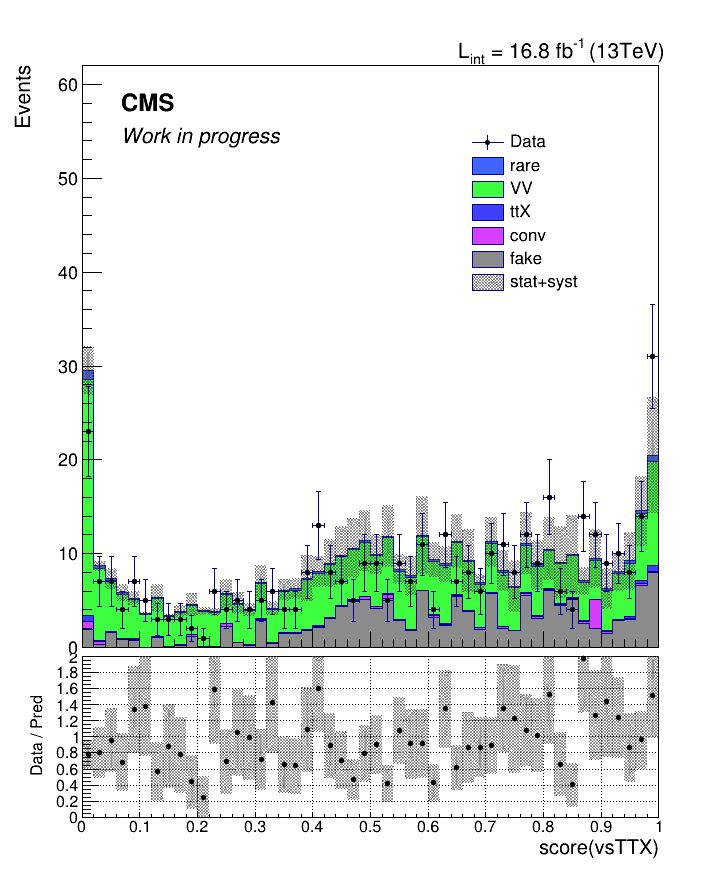 L_int = 16.8 fb^-1 (13TeV)
Events
CMS
Work in progress
Data
rare
VV
ttX
conv
fake
stat+syst
60
50
40
30
20
10
0
Data / Pred
2
1.8
1.6
1.4
1.2
1
0.8
0.6
0.4
0.2
0
0 0.1 0.2 0.3 0.4 0.5 0.6 0.7 0.8 0.9 1
score(vsTTX)